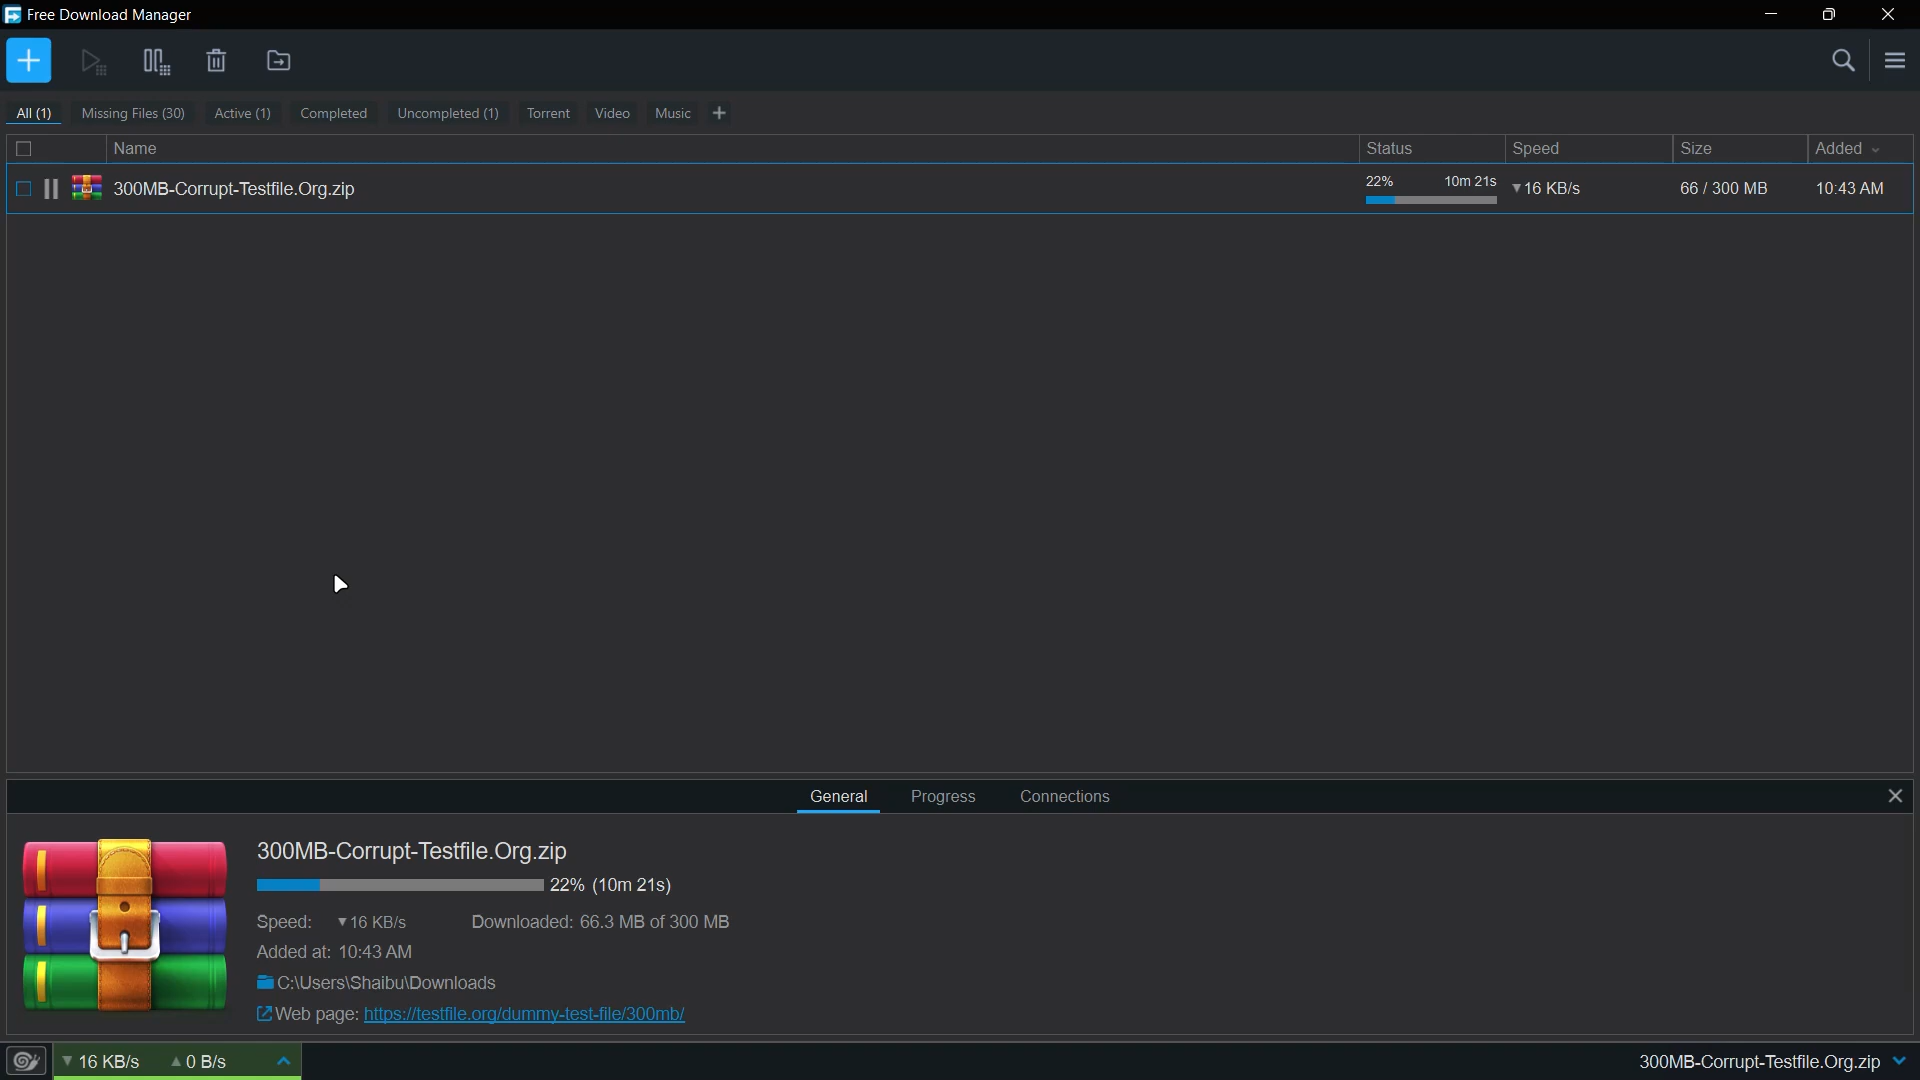 Free Download Manager
All (1) Missing Files (30) Active (1) Completed Uncompleted (1) Torrent Video Music
Name Status Speed Size Added
300MB-Corrupt-Testfile.Org.zip 22% 10m 21s 16 KB/s 66 / 300 MB 10:43 AM
General Progress Connections
300MB-Corrupt-Testfile.Org.zip
22% (10m 21s)
Speed: 16 KB/s Downloaded: 66.3 MB of 300 MB
Added at: 10:43 AM
C:\Users\Shaibu\Downloads
Web page: https://testfile.org/dummy-test-file/300mb/
16 KB/s 0 B/s 300MB-Corrupt-Testfile.Org.zip